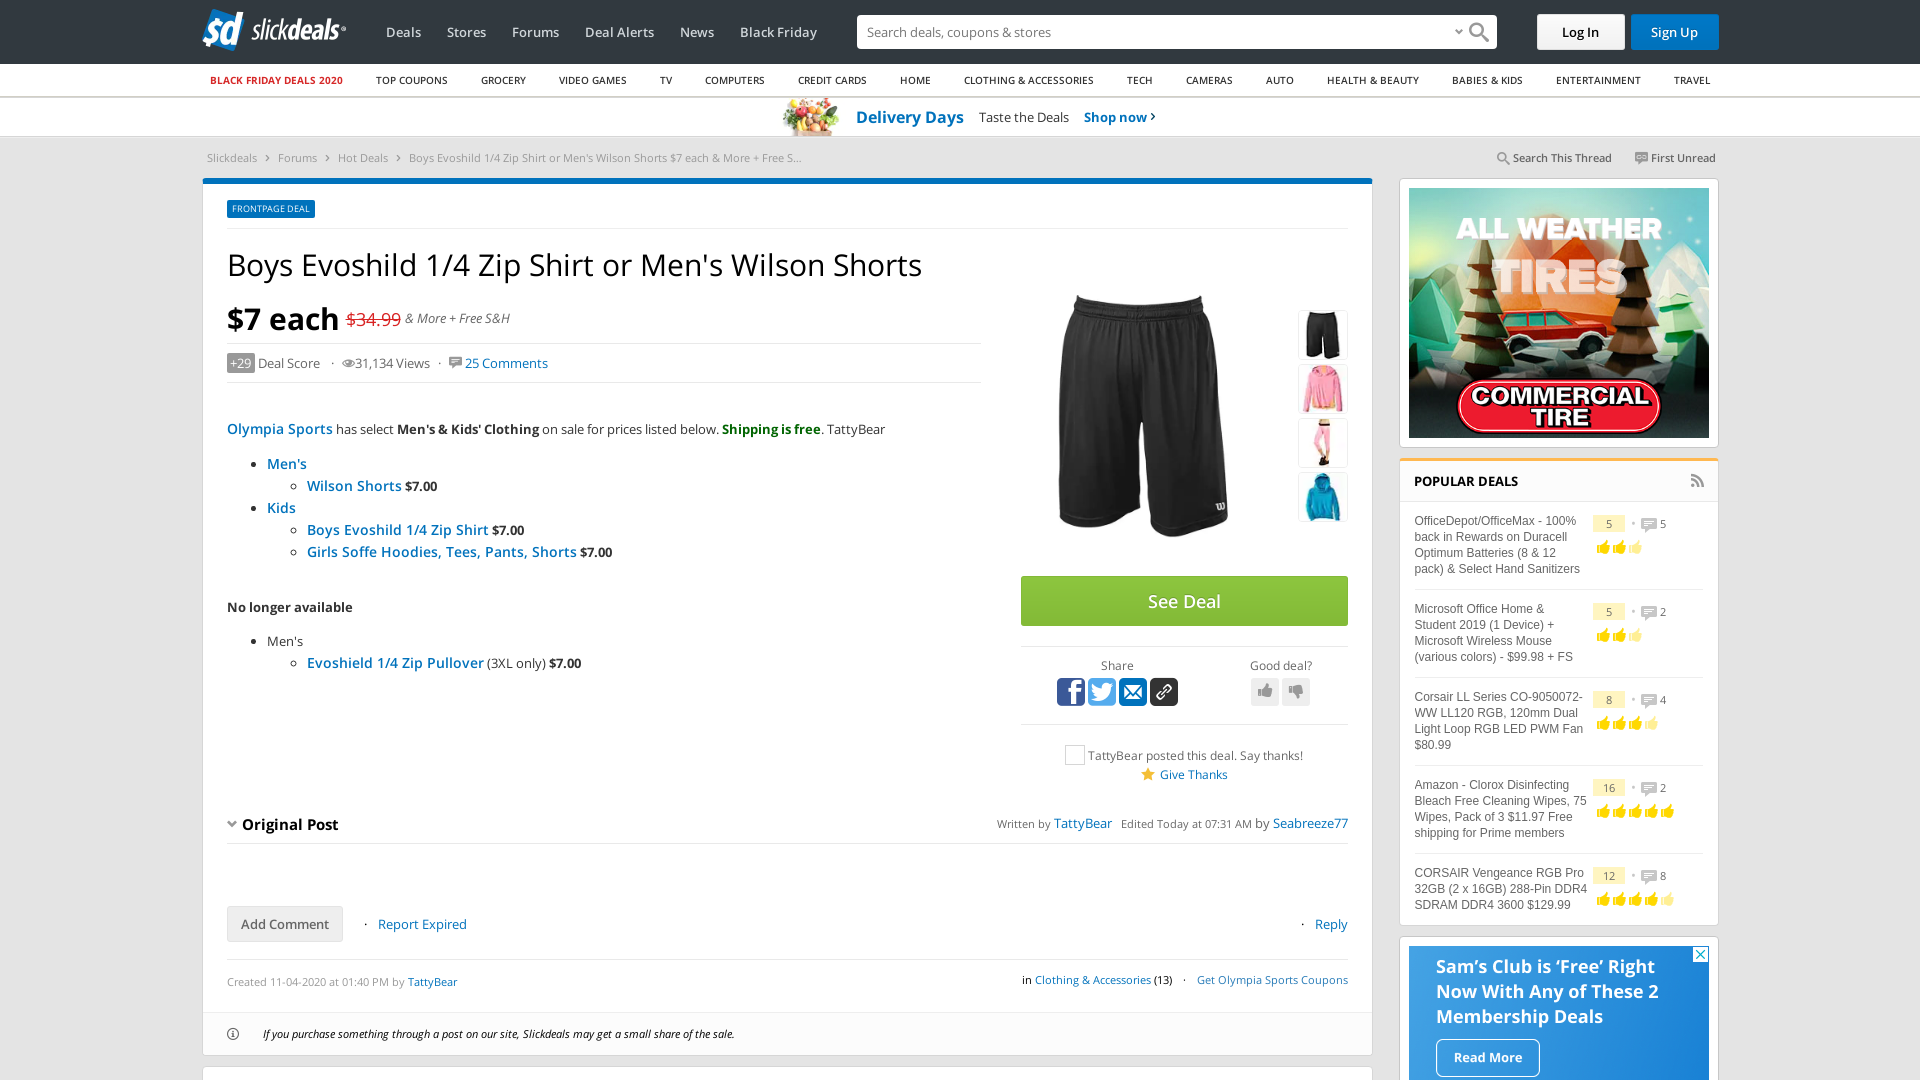 slickdeals
Deals Stores Forums Deal Alerts News Black Friday
Search deals, coupons & shopping
Log In
Sign Up
BLACK FRIDAY DEALS 2020 TOP COUPONS GROCERY VIDEO GAMES TV COMPUTERS CREDIT CARDS HOME CLOTHING & ACCESSORIES TECH CAMERAS AUTO HEALTH & BEAUTY BABIES & KIDS ENTERTAINMENT TRAVEL
Delivery Days Taste the Deals Shop now ›
Slickdeals › Forums › Hot Deals › Boys Evoshild 1/4 Zip Shirt or Men's Wilson Shorts $7 each & More + Free S...
Search This Thread First Unread
FRONTPAGE DEAL
Boys Evoshild 1/4 Zip Shirt or Men's Wilson Shorts
$7 each $34.99 & More + Free S&H
+29 Deal Score · 31,134 Views · 25 Comments
Olympia Sports has select Men's & Kids' Clothing on sale for prices listed below. Shipping is free. TattyBear
Men's
Wilson Shorts $7.00
Kids
Boys Evoshild 1/4 Zip Shirt $7.00
Girls Soffe Hoodies, Tees, Pants, Shorts $7.00
No longer available
Men's
Evoshield 1/4 Zip Pullover (3XL only) $7.00
See Deal
Share
Good deal?
TattyBear posted this deal. Say thanks!
Give Thanks
Original Post
Written by TattyBear Edited Today at 07:31 AM by Seabreeze77
Add Comment · Report Expired
· Reply
Created 11-04-2020 at 01:40 PM by TattyBear
in Clothing & Accessories (13) · Get Olympia Sports Coupons
If you purchase something through a post on our site, Slickdeals may get a small share of the sale.
ALL WEATHER
TIRES
COMMERCIAL
TIRE
POPULAR DEALS
OfficeDepot/OfficeMax - 100%
back in Rewards on Duracell
Optimum Batteries (8 & 12
pack) & Select Hand Sanitizers
5 • 5
Microsoft Office Home &
Student 2019 (1 Device) +
Microsoft Wireless Mouse
(various colors) - $99.98 + FS
5 • 2
Corsair LL Series CO-9050072-
WW LL120 RGB, 120mm Dual
Light Loop RGB LED PWM Fan
$80.99
8 • 4
Amazon - Clorox Disinfecting
Bleach Free Cleaning Wipes, 75
Wipes, Pack of 3 $11.97 Free
shipping for Prime members
16 • 2
CORSAIR Vengeance RGB Pro
32GB (2 x 16GB) 288-Pin DDR4
SDRAM DDR4 3600 $129.99
12 • 8
Sam's Club is 'Free' Right
Now With Any of These 2
Membership Deals
Read More